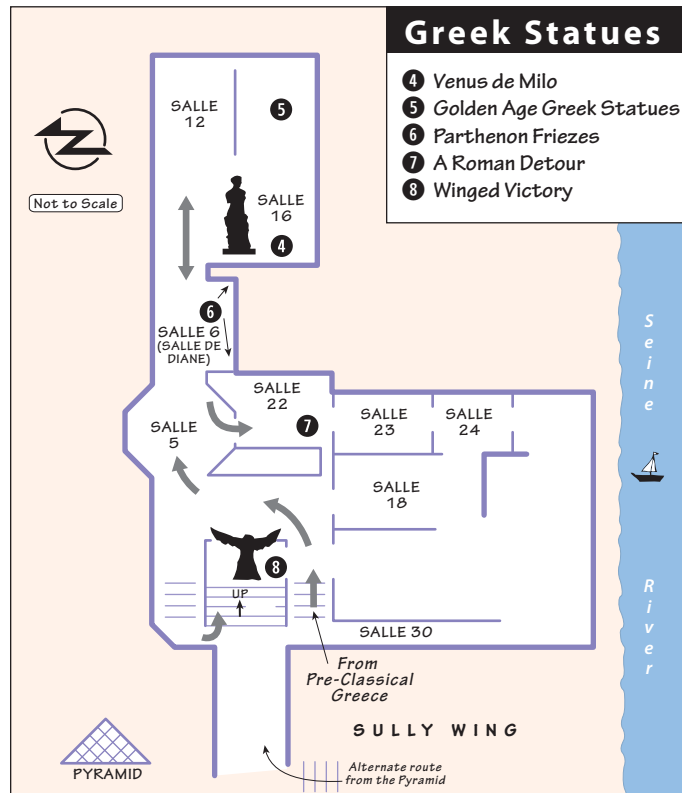 Greek Statues
4 Venus de Milo
5 Golden Age Greek Statues
6 Parthenon Friezes
7 A Roman Detour
8 Winged Victory
Not to Scale
SALLE
12
5
SALLE
16
4
6
SALLE 6
(SALLE DE
DIANE)
SALLE
22
7
SALLE
23
SALLE
24
SALLE
5
SALLE
18
8
UP
SALLE 30
From
Pre-Classical
Greece
SULLY WING
PYRAMID
Alternate route
from the Pyramid
Seine
River